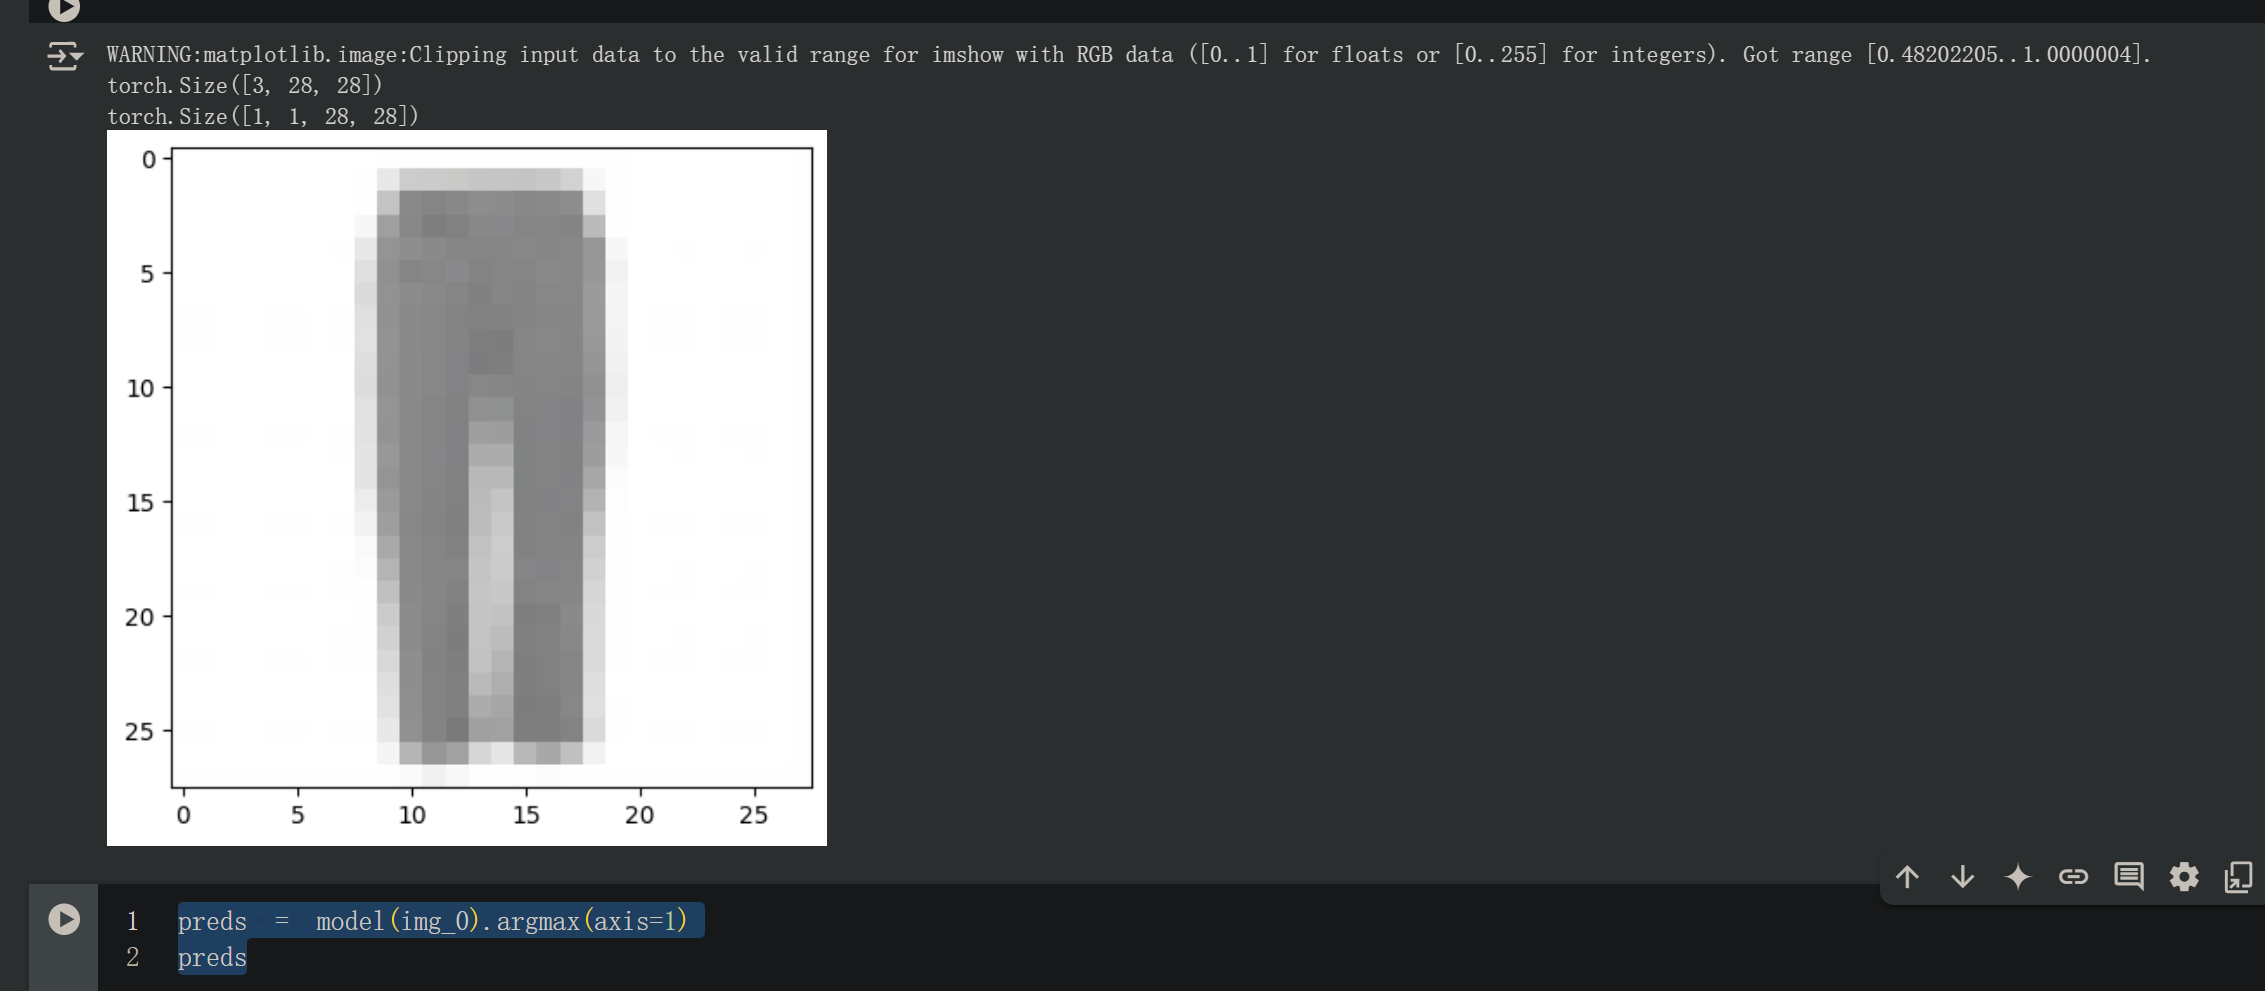 WARNING:matplotlib.image:Clipping input data to the valid range for imshow with RGB data ([0..1] for floats or [0..255] for integers). Got range [0.48202205..1.0000004].
torch.Size([3, 28, 28])
torch.Size([1, 1, 28, 28])
0
5
10
15
20
25
0 5 10 15 20 25
1 preds = model(img_0).argmax(axis=1)
2 preds